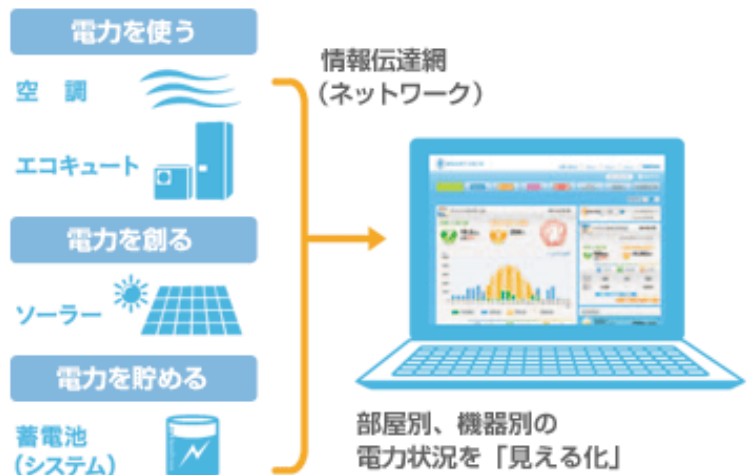 電力を使う
空 調
エコキュート
電力を創る
ソーラー
電力を貯める
蓄電池
(システム)
情報伝達網
(ネットワーク)
部屋別、機器別の
電力状況を「見える化」